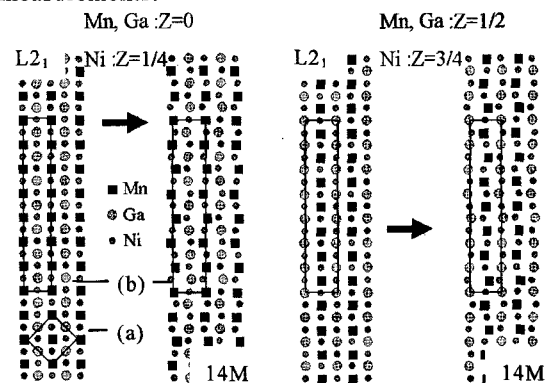 Mn, Ga :Z=0
Mn, Ga :Z=1/2
L2₁
Ni :Z=1/4
L2₁
Ni :Z=3/4
Mn
Ga
Ni
(b)
(a)
14M
14M